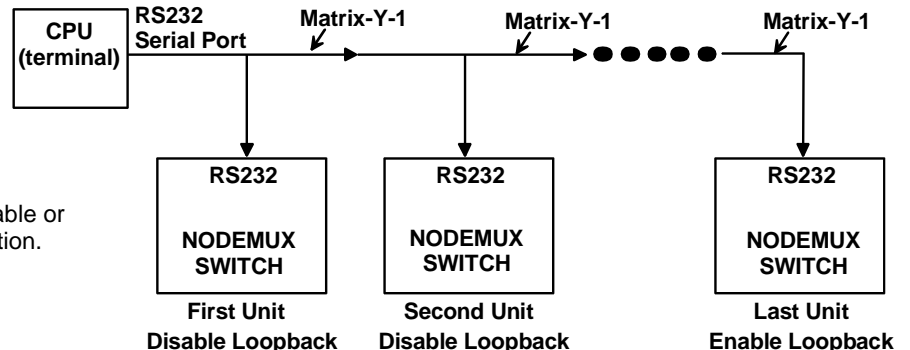 CPU
(terminal)
RS232
Serial Port
Matrix-Y-1
Matrix-Y-1
Matrix-Y-1
RS232
NODEMUX
SWITCH
First Unit
Disable Loopback
RS232
NODEMUX
SWITCH
Second Unit
Disable Loopback
RS232
NODEMUX
SWITCH
Last Unit
Enable Loopback